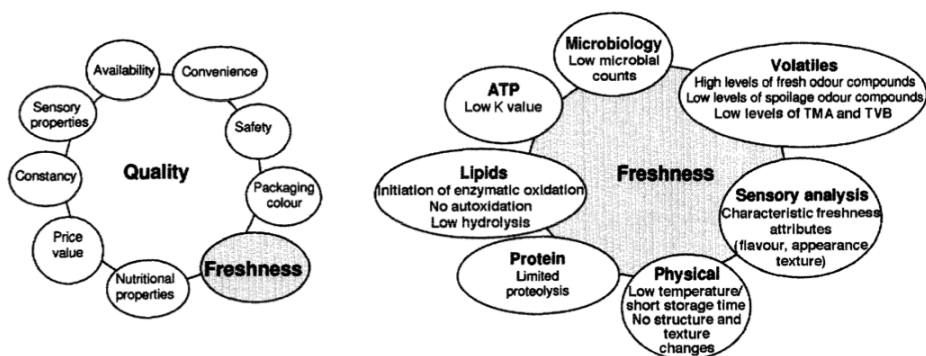 Availability
Convenience
Sensory
properties
Safety
Constancy
Quality
Packaging
colour
Price
value
Freshness
Nutritional
properties
Microbiology
Low microbial
counts
Volatiles
High levels of fresh odour compounds
Low levels of spoilage odour compounds
Low levels of TMA and TVB
ATP
Low K value
Lipids
Initiation of enzymatic oxidation
No autoxidation
Low hydrolysis
Freshness
Sensory analysis
Characteristic freshness
attributes
(flavour, appearance,
texture)
Protein
Limited
proteolysis
Physical
Low temperature/
short storage time
No structure and
texture
changes